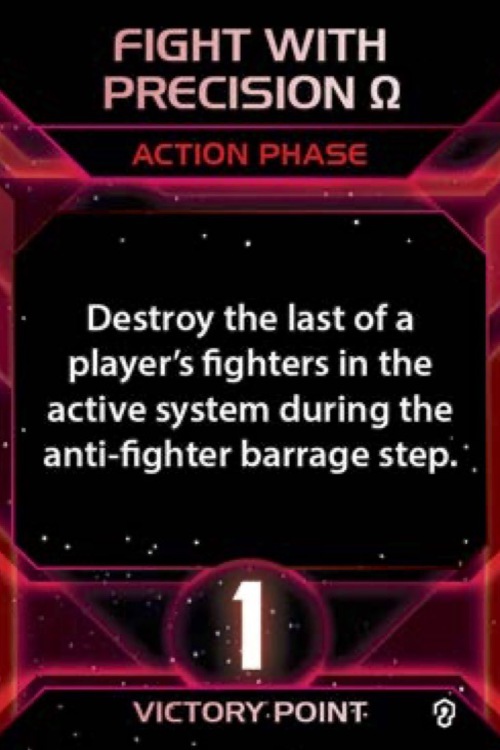 FIGHT WITH
PRECISION Ω
ACTION PHASE
Destroy the last of a
player’s fighters in the
active system during the
anti-fighter barrage step.
1
VICTORY POINT